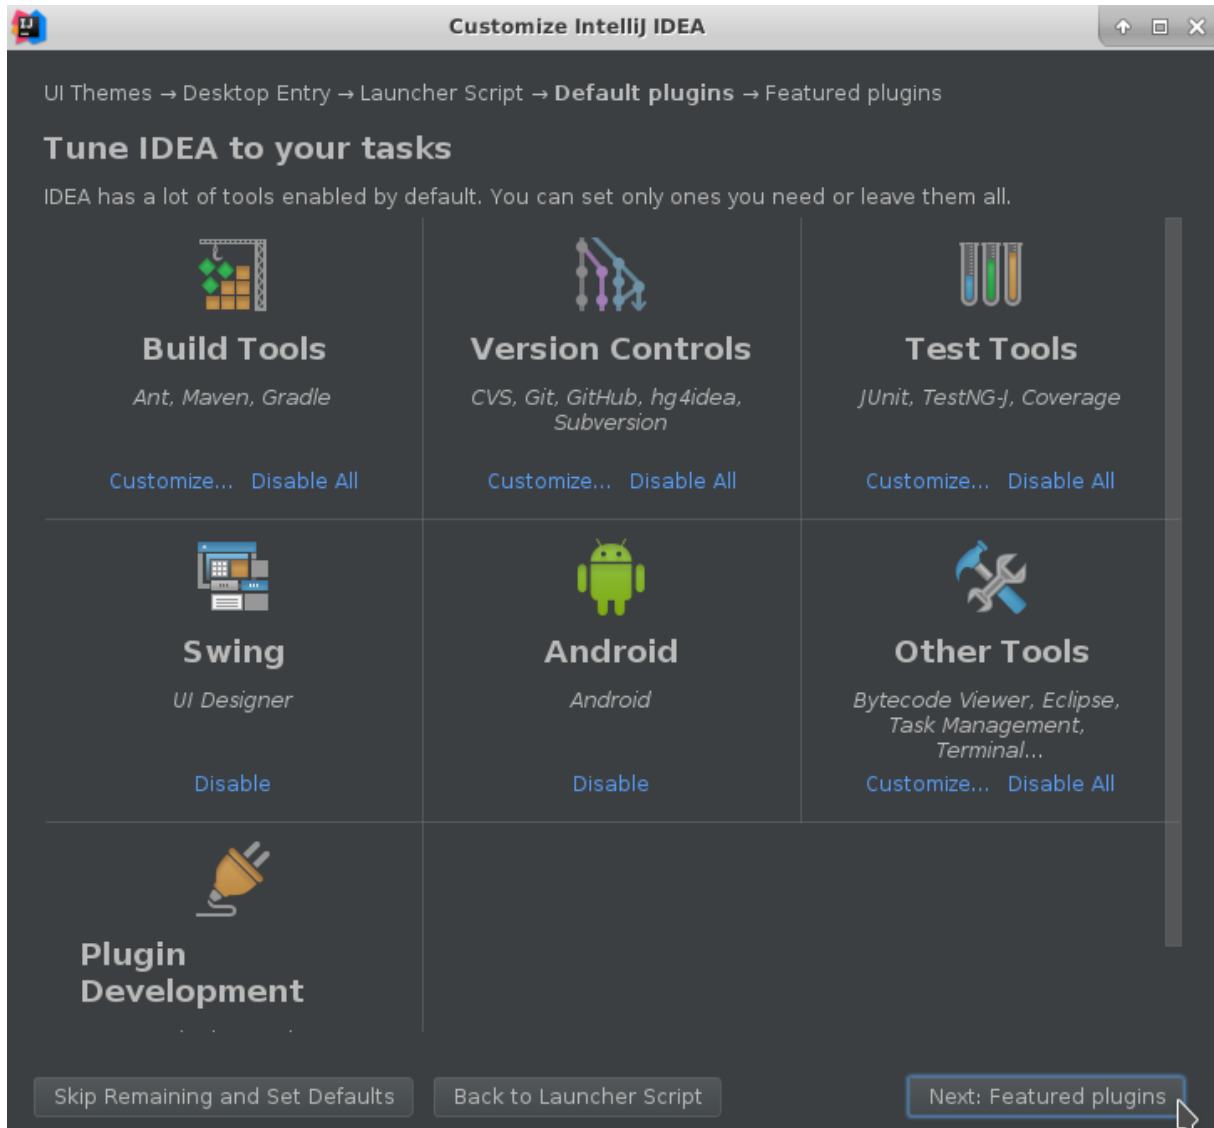 Customize IntelliJ IDEA
UI Themes → Desktop Entry → Launcher Script → Default plugins → Featured plugins
Tune IDEA to your tasks
IDEA has a lot of tools enabled by default. You can set only ones you need or leave them all.
Build Tools
Ant, Maven, Gradle
Customize... Disable All
Version Controls
CVS, Git, GitHub, hg4idea,
Subversion
Customize... Disable All
Test Tools
JUnit, TestNG-J, Coverage
Customize... Disable All
Swing
UI Designer
Disable
Android
Android
Disable
Other Tools
Bytecode Viewer, Eclipse,
Task Management,
Terminal...
Customize... Disable All
Plugin
Development
Skip Remaining and Set Defaults
Back to Launcher Script
Next: Featured plugins